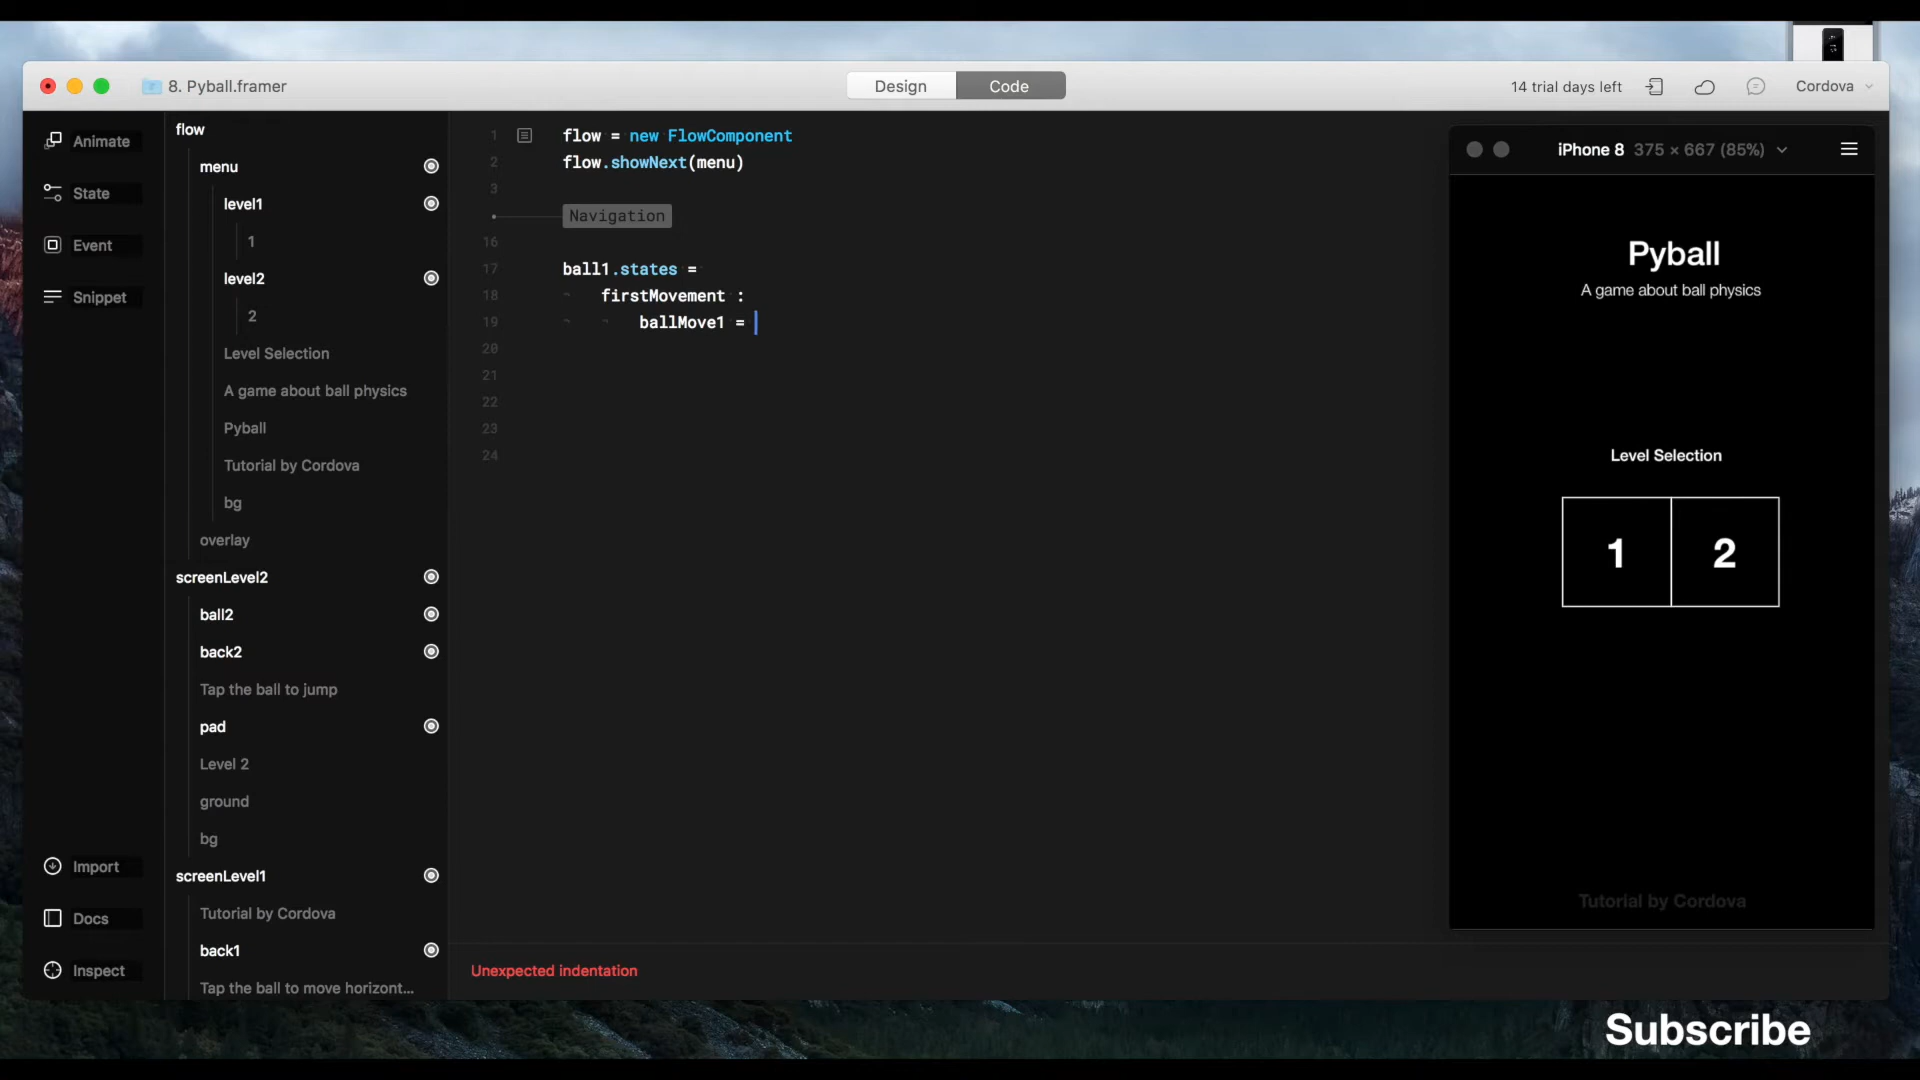 8. Pyball.framer
Design
Code
14 trial days left
Cordova
Animate
State
Event
Snippet
Import
Docs
Inspect
flow
menu
level1
1
level2
2
Level Selection
A game about ball physics
Pyball
Tutorial by Cordova
bg
overlay
screenLevel2
ball2
back2
Tap the ball to jump
pad
Level 2
ground
bg
screenLevel1
Tutorial by Cordova
back1
Tap the ball to move horizont...
1 flow = new FlowComponent
2 flow.showNext(menu)
3
Navigation
16
17 ball1.states =
18 firstMovement :
19 ballMove1 =
20
21
22
23
24
Unexpected indentation
iPhone 8 375 × 667 (85%)
Pyball
A game about ball physics
Level Selection
1 2
Tutorial by Cordova
Subscribe